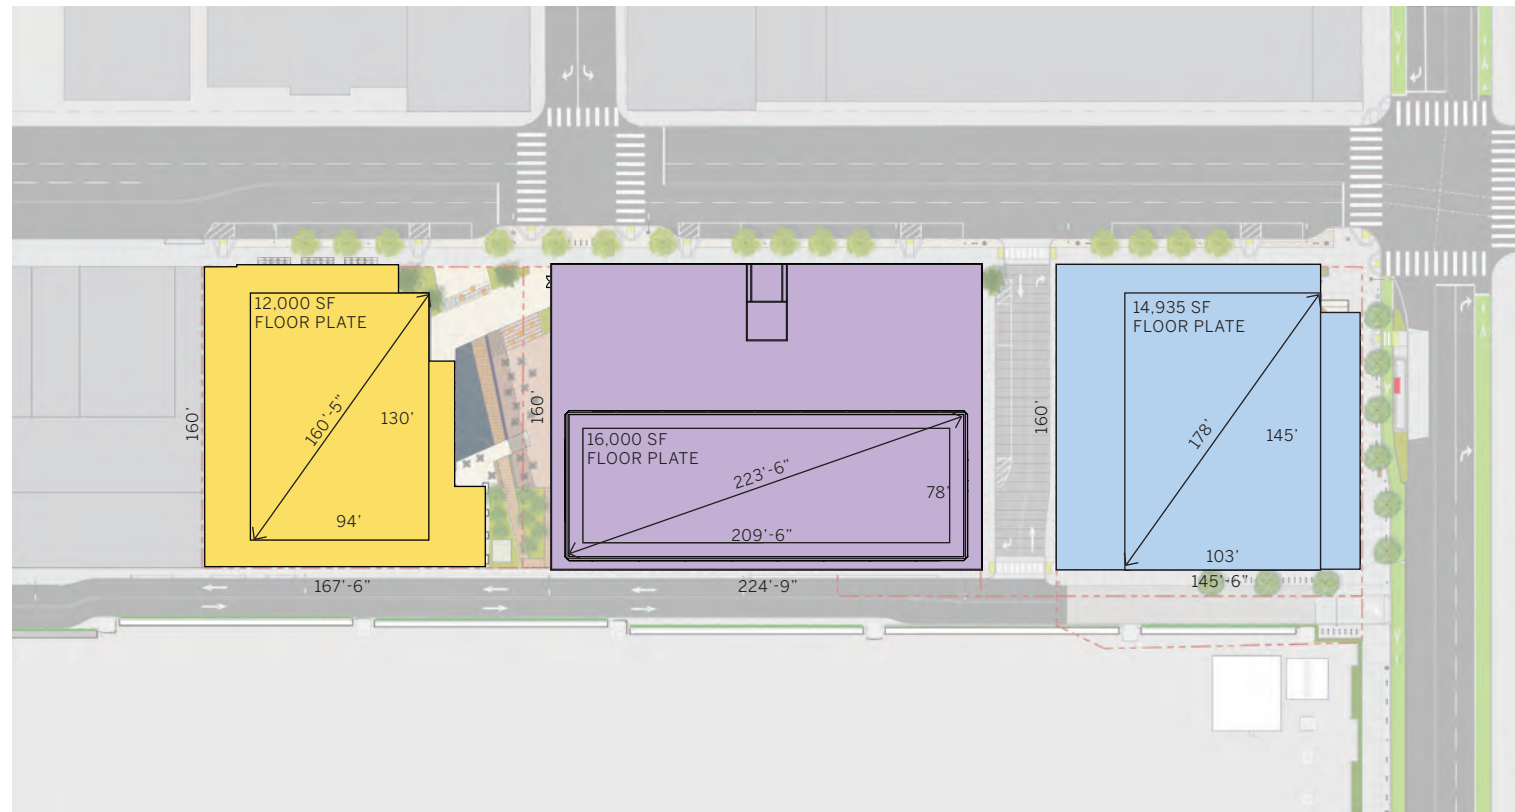 12,000 SF
FLOOR PLATE
160'-5"
130'
94'
160'
167'-6"
160'
16,000 SF
FLOOR PLATE
223'-6"
78'
209'-6"
224'-9"
160'
14,935 SF
FLOOR PLATE
178'
145'
103'
145'-6"